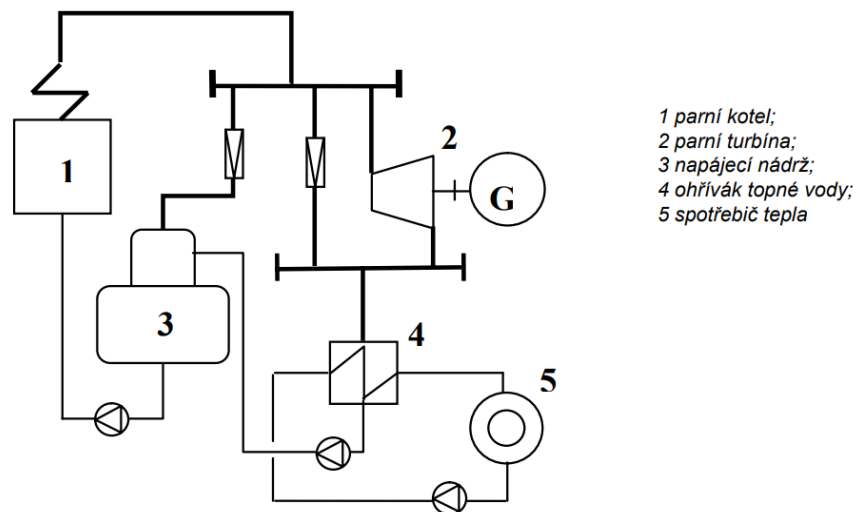 2
1
G
3
4
5
1 parní kotel;
2 parní turbína;
3 napájecí nádrž;
4 ohřívák topné vody;
5 spotřebič tepla